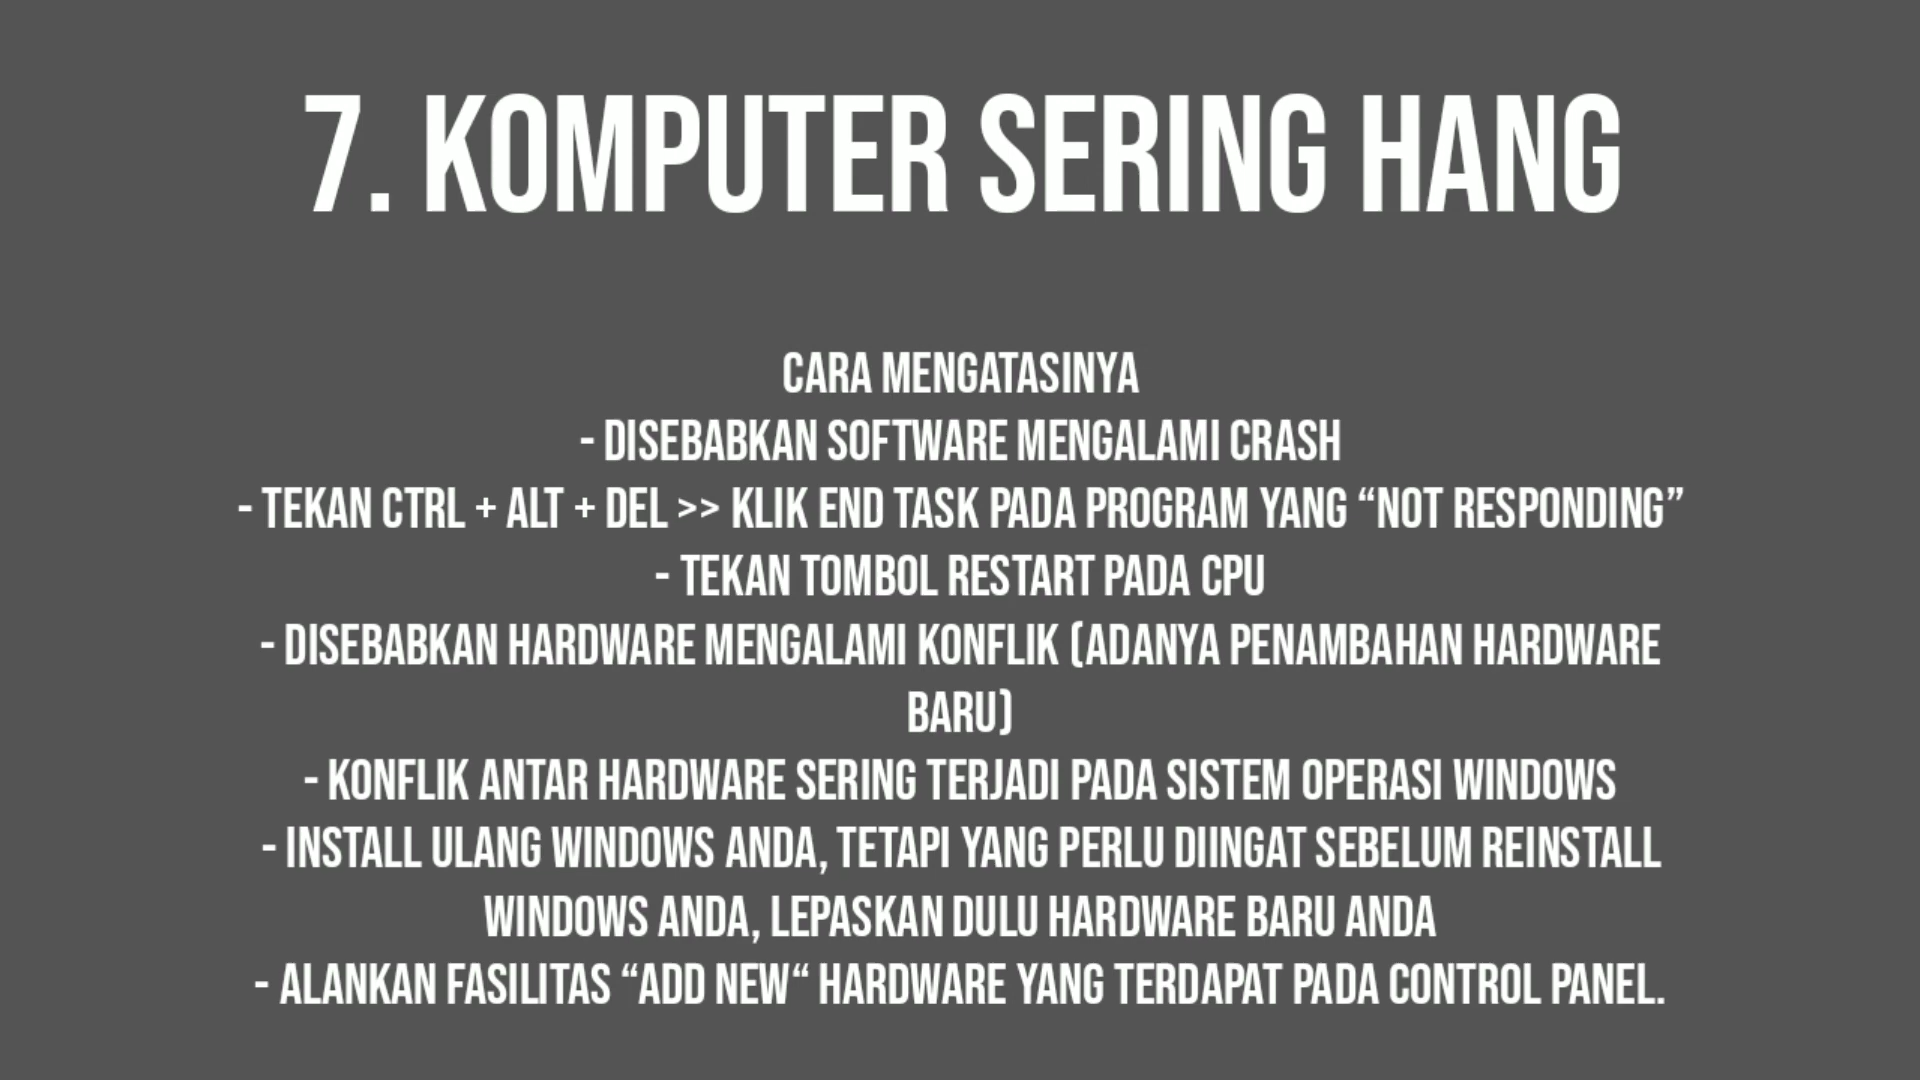 7. KOMPUTER SERING HANG
CARA MENGATASINYA
- DISEBABKAN SOFTWARE MENGALAMI CRASH
- TEKAN CTRL + ALT + DEL >> KLIK END TASK PADA PROGRAM YANG “NOT RESPONDING”
- TEKAN TOMBOL RESTART PADA CPU
- DISEBABKAN HARDWARE MENGALAMI KONFLIK (ADANYA PENAMBAHAN HARDWARE
BARU)
- KONFLIK ANTAR HARDWARE SERING TERJADI PADA SISTEM OPERASI WINDOWS
- INSTALL ULANG WINDOWS ANDA, TETAPI YANG PERLU DIINGAT SEBELUM REINSTALL
WINDOWS ANDA, LEPASKAN DULU HARDWARE BARU ANDA
- ALANKAN FASILITAS “ADD NEW“ HARDWARE YANG TERDAPAT PADA CONTROL PANEL.